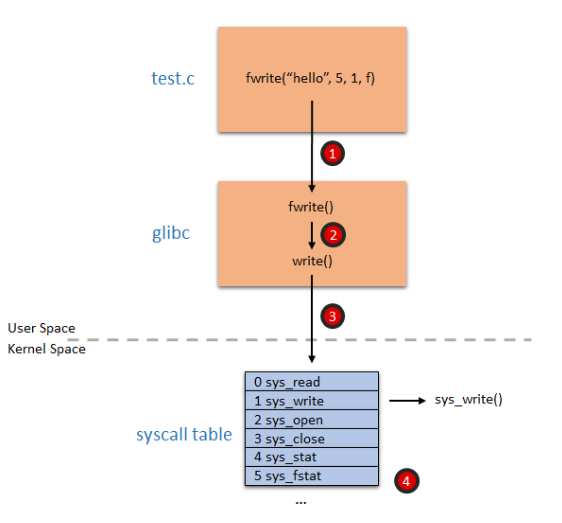 test.c
fwrite(“hello”, 5, 1, f)
1
glibc
fwrite()
2
write()
3
User Space
Kernel Space
syscall table
0 sys_read
1 sys_write
sys_write()
2 sys_open
3 sys_close
4 sys_stat
5 sys_fstat
4
...